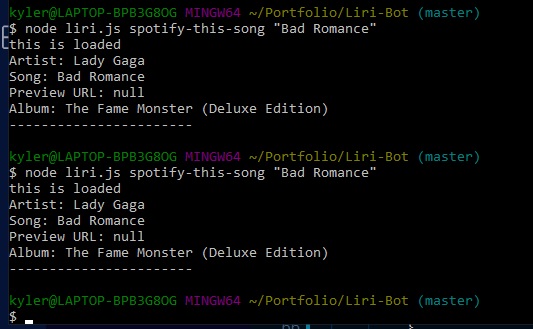 kyler@LAPTOP-BPB3G8OG MINGW64 ~/Portfolio/Liri-Bot (master)
$ node liri.js spotify-this-song "Bad Romance"
this is loaded
Artist: Lady Gaga
Song: Bad Romance
Preview URL: null
Album: The Fame Monster (Deluxe Edition)
-----------------------
kyler@LAPTOP-BPB3G8OG MINGW64 ~/Portfolio/Liri-Bot (master)
$ node liri.js spotify-this-song "Bad Romance"
this is loaded
Artist: Lady Gaga
Song: Bad Romance
Preview URL: null
Album: The Fame Monster (Deluxe Edition)
-----------------------
kyler@LAPTOP-BPB3G8OG MINGW64 ~/Portfolio/Liri-Bot (master)
$